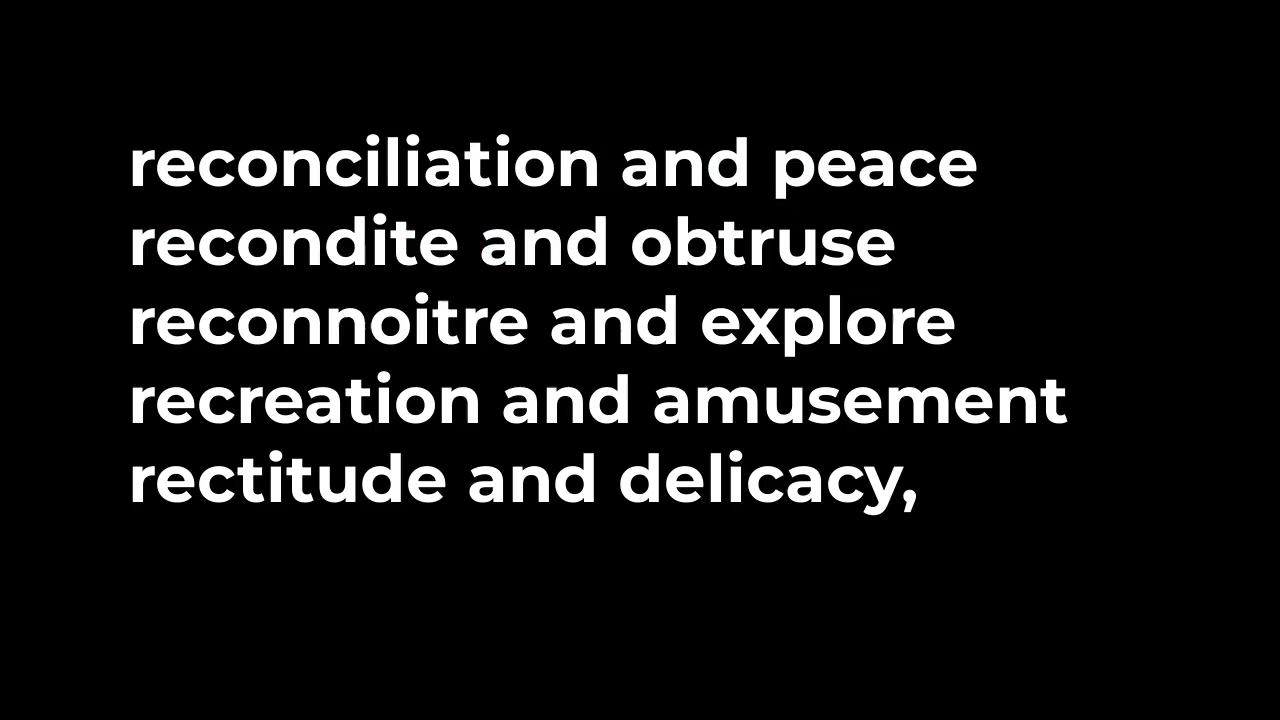 reconciliation and peace
recondite and obtruse
reconnoitre and explore
recreation and amusement
rectitude and delicacy,